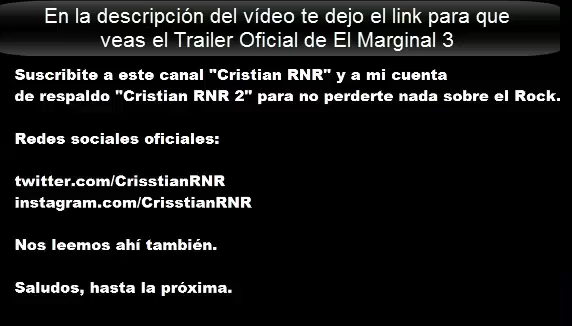 En la descripción del vídeo te dejo el link para que
veas el Trailer Oficial de El Marginal 3
Suscribite a este canal "Cristian RNR" y a mi cuenta
de respaldo "Cristian RNR 2" para no perderte nada sobre el Rock.
Redes sociales oficiales:
twitter.com/CrisstianRNR
instagram.com/CrisstianRNR
Nos leemos ahí también.
Saludos, hasta la próxima.